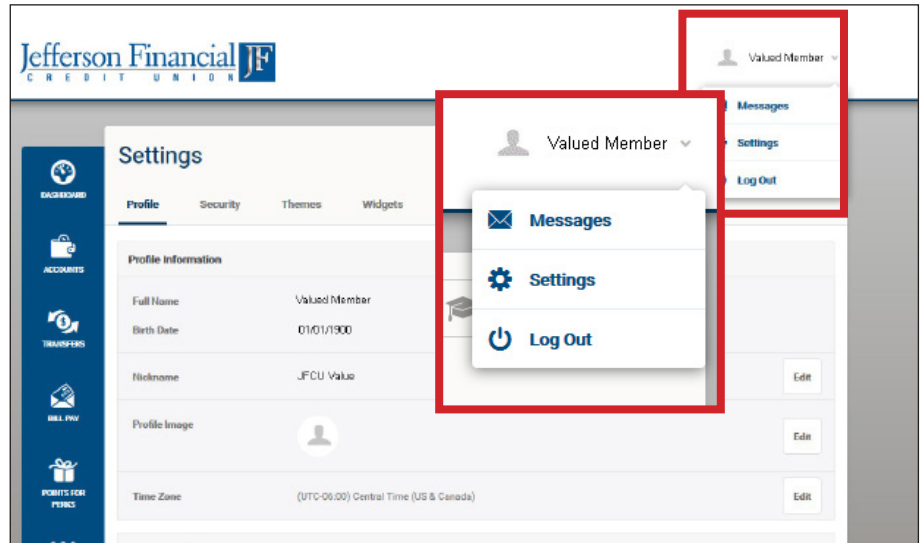 Jefferson Financial JF
CREDIT UNION
Valued Member
Messages
Settings
Log Out
Valued Member
Messages
Settings
Log Out
DASHBOARD
ACCOUNTS
TRANSFERS
BILL PAY
POINTS FOR
PERKS
Settings
Profile Security Themes Widgets
Profile Information
Full Name Valued Member
Birth Date 01/01/1900
Nickname JFCU Value Edit
Profile Image Edit
Time Zone (UTC-06:00) Central Time (US & Canada) Edit